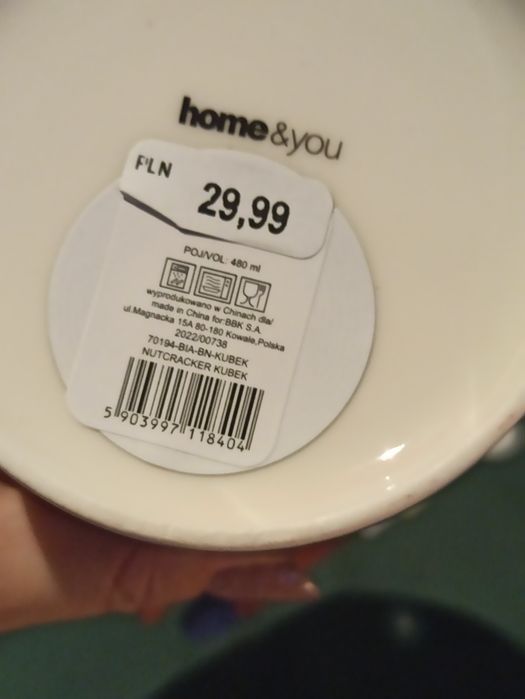 home&you
PLN
29,99
POJ/VOL: 480 ml
wyprodukowano w Chinach dla/
made in China for:BBK S.A.
ul.Magnacka 15A 80-180 Kowale,Polska
2022/00738
70194-BIA-BN-KUBEK
NUTCRACKER KUBEK
5 903997 118404